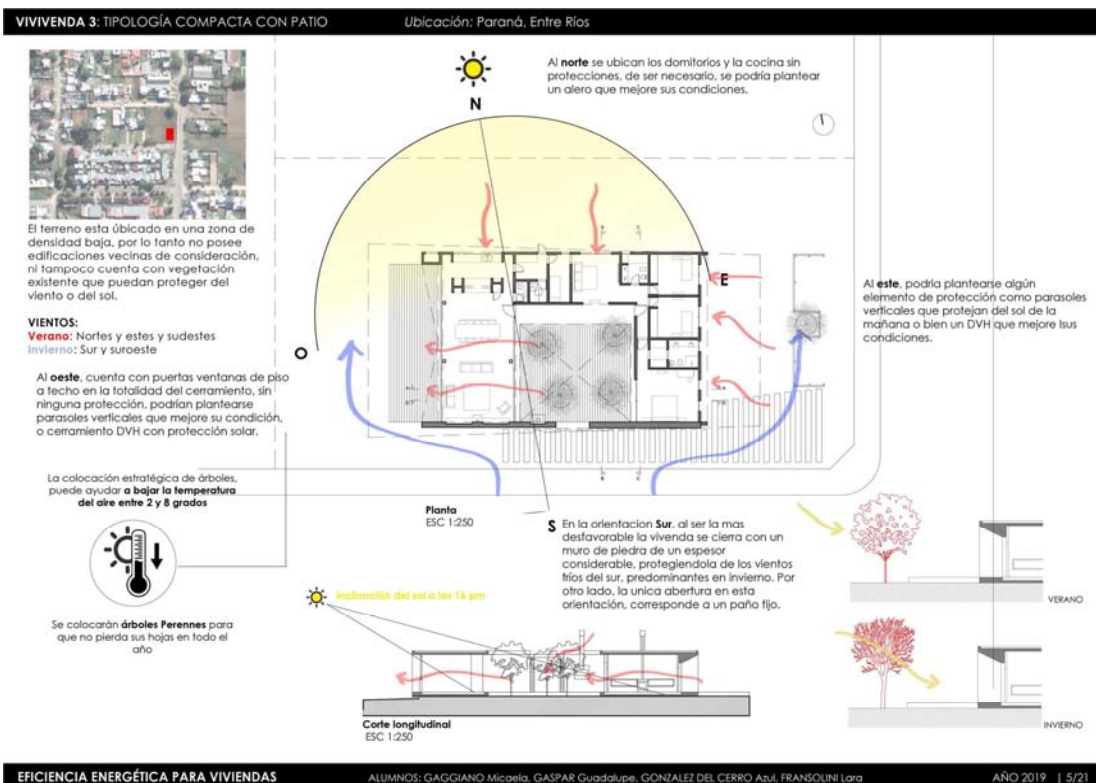 VIVIVENDA 3: TIPOLOGÍA COMPACTA CON PATIO
Ubicación: Paraná, Entre Ríos
N
Al norte se ubican los domitorios y la cocina sin
protecciones, de ser necesario, se podría plantear
un alero que mejore sus condiciones.
El terreno esta úbicado en una zona de
densidad baja, por lo tanto no posee
edificaciones vecinas de consideración,
ni tampoco cuenta con vegetación
existente que puedan proteger del
viento o del sol.
VIENTOS:
Verano: Nortes y estes y sudestes
Invierno: Sur y suroeste
O
E
Al oeste, cuenta con puertas ventanas de piso
a techo en la totalidad del cerramiento, sin
ninguna protección, podrían plantearse
parasoles verticales que mejore su condición,
o cerramiento DVH con protección solar.
Al este, podría plantearse algún
elemento de protección como parasoles
verticales que protejan del sol de la
mañana o bien un DVH que mejore lsus
condiciones.
La colocación estratégica de árboles,
puede ayudar a bajar la temperatura
del aire entre 2 y 8 grados
Se colocarán árboles Perennes para
que no pierda sus hojas en todo el
año
Planta
ESC 1:250
S
En la orientacion Sur, al ser la mas
desfavorable la vivenda se cierra con un
muro de piedra de un espesor
considerable, protegiendola de los vientos
fríos del sur, predominantes en invierno. Por
otro lado, la unica abertura en esta
orientación, corresponde a un paño fijo.
inclinación del sol a las 16 pm
Corte longitudinal
ESC 1:250
VERANO
INVIERNO
EFICIENCIA ENERGÉTICA PARA VIVIENDAS
ALUMNOS: GAGGIANO Micaela, GASPAR Guadalupe, GONZALEZ DEL CERRO Azul, FRANSOLINI Lara
AÑO 2019 | 5/21